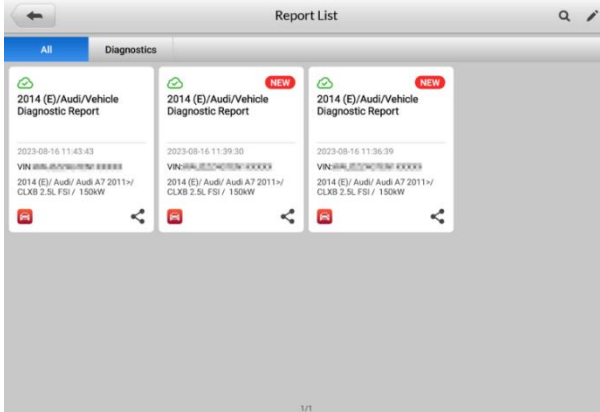 Report List
All
Diagnostics
2014 (E)/Audi/Vehicle
Diagnostic Report
2023-08-16 11:43:43
VIN
2014 (E)/ Audi/ Audi A7 2011>/
CLXB 2.5L FSI / 150kW
NEW
2014 (E)/Audi/Vehicle
Diagnostic Report
2023-08-16 11:39:30
VIN:
2014 (E)/ Audi/ Audi A7 2011>/
CLXB 2.5L FSI / 150kW
NEW
2014 (E)/Audi/Vehicle
Diagnostic Report
2023-08-16 11:36:39
VIN:
2014 (E)/ Audi/ Audi A7 2011>/
CLXB 2.5L FSI / 150kW
1/1